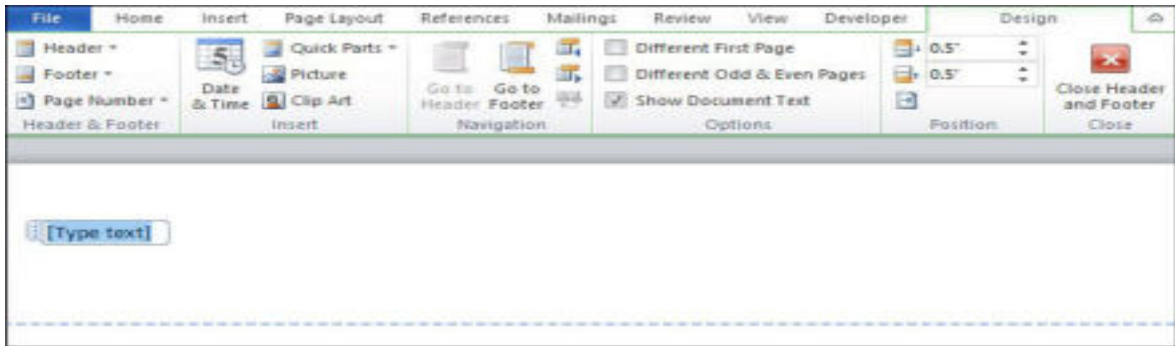 File Home Insert Page Layout References Mailings Review View Developer Design
Header
Footer
Page Number
Header & Footer
5
Date
& Time
Quick Parts
Picture
Clip Art
Insert
Go to
Header
Go to
Footer
Navigation
Different First Page
Different Odd & Even Pages
Show Document Text
Options
0.5"
0.5"
Position
Close Header
and Footer
Close
[Type text]